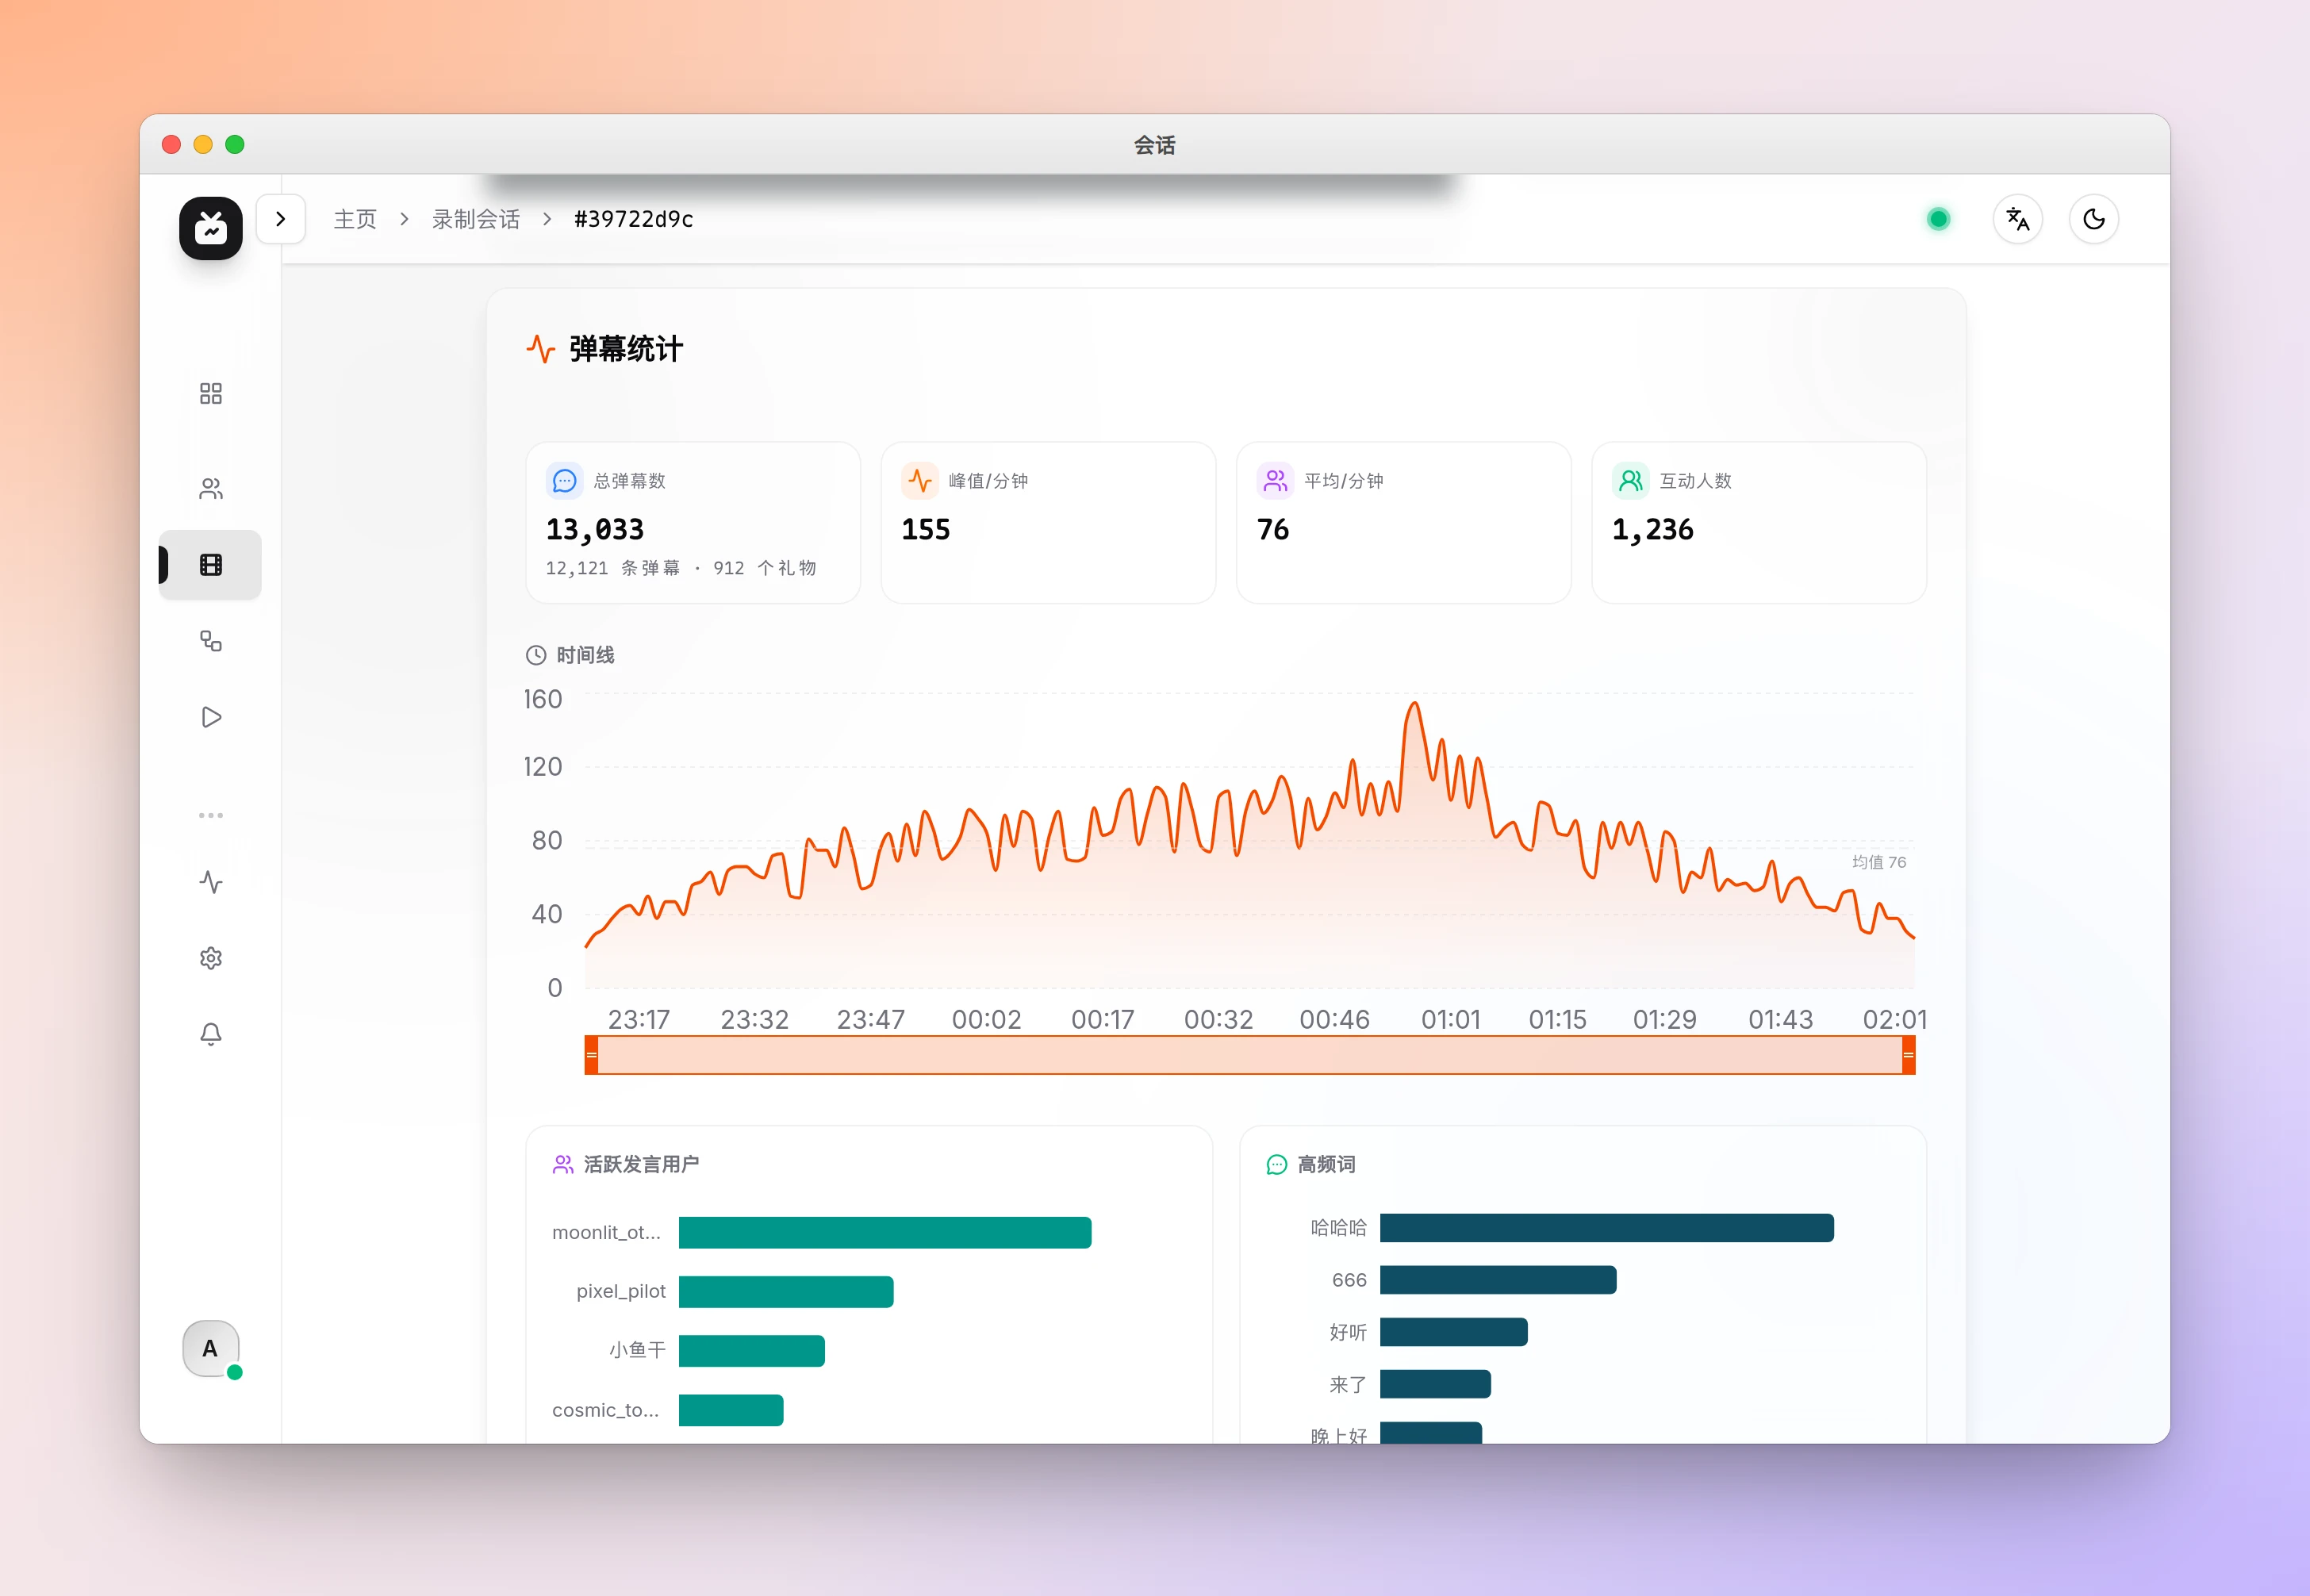 会话
主页 > 录制会话 > #39722d9c
弹幕统计
总弹幕数
13,033
12,121 条弹幕 · 912 个礼物
峰值/分钟
155
平均/分钟
76
互动人数
1,236
时间线
160
120
80
40
0
均值 76
23:17 23:32 23:47 00:02 00:17 00:32 00:46 01:01 01:15 01:29 01:43 02:01
活跃发言用户
moonlit_ot...
pixel_pilot
小鱼干
cosmic_to...
高频词
哈哈哈
666
好听
来了
晚上好
A